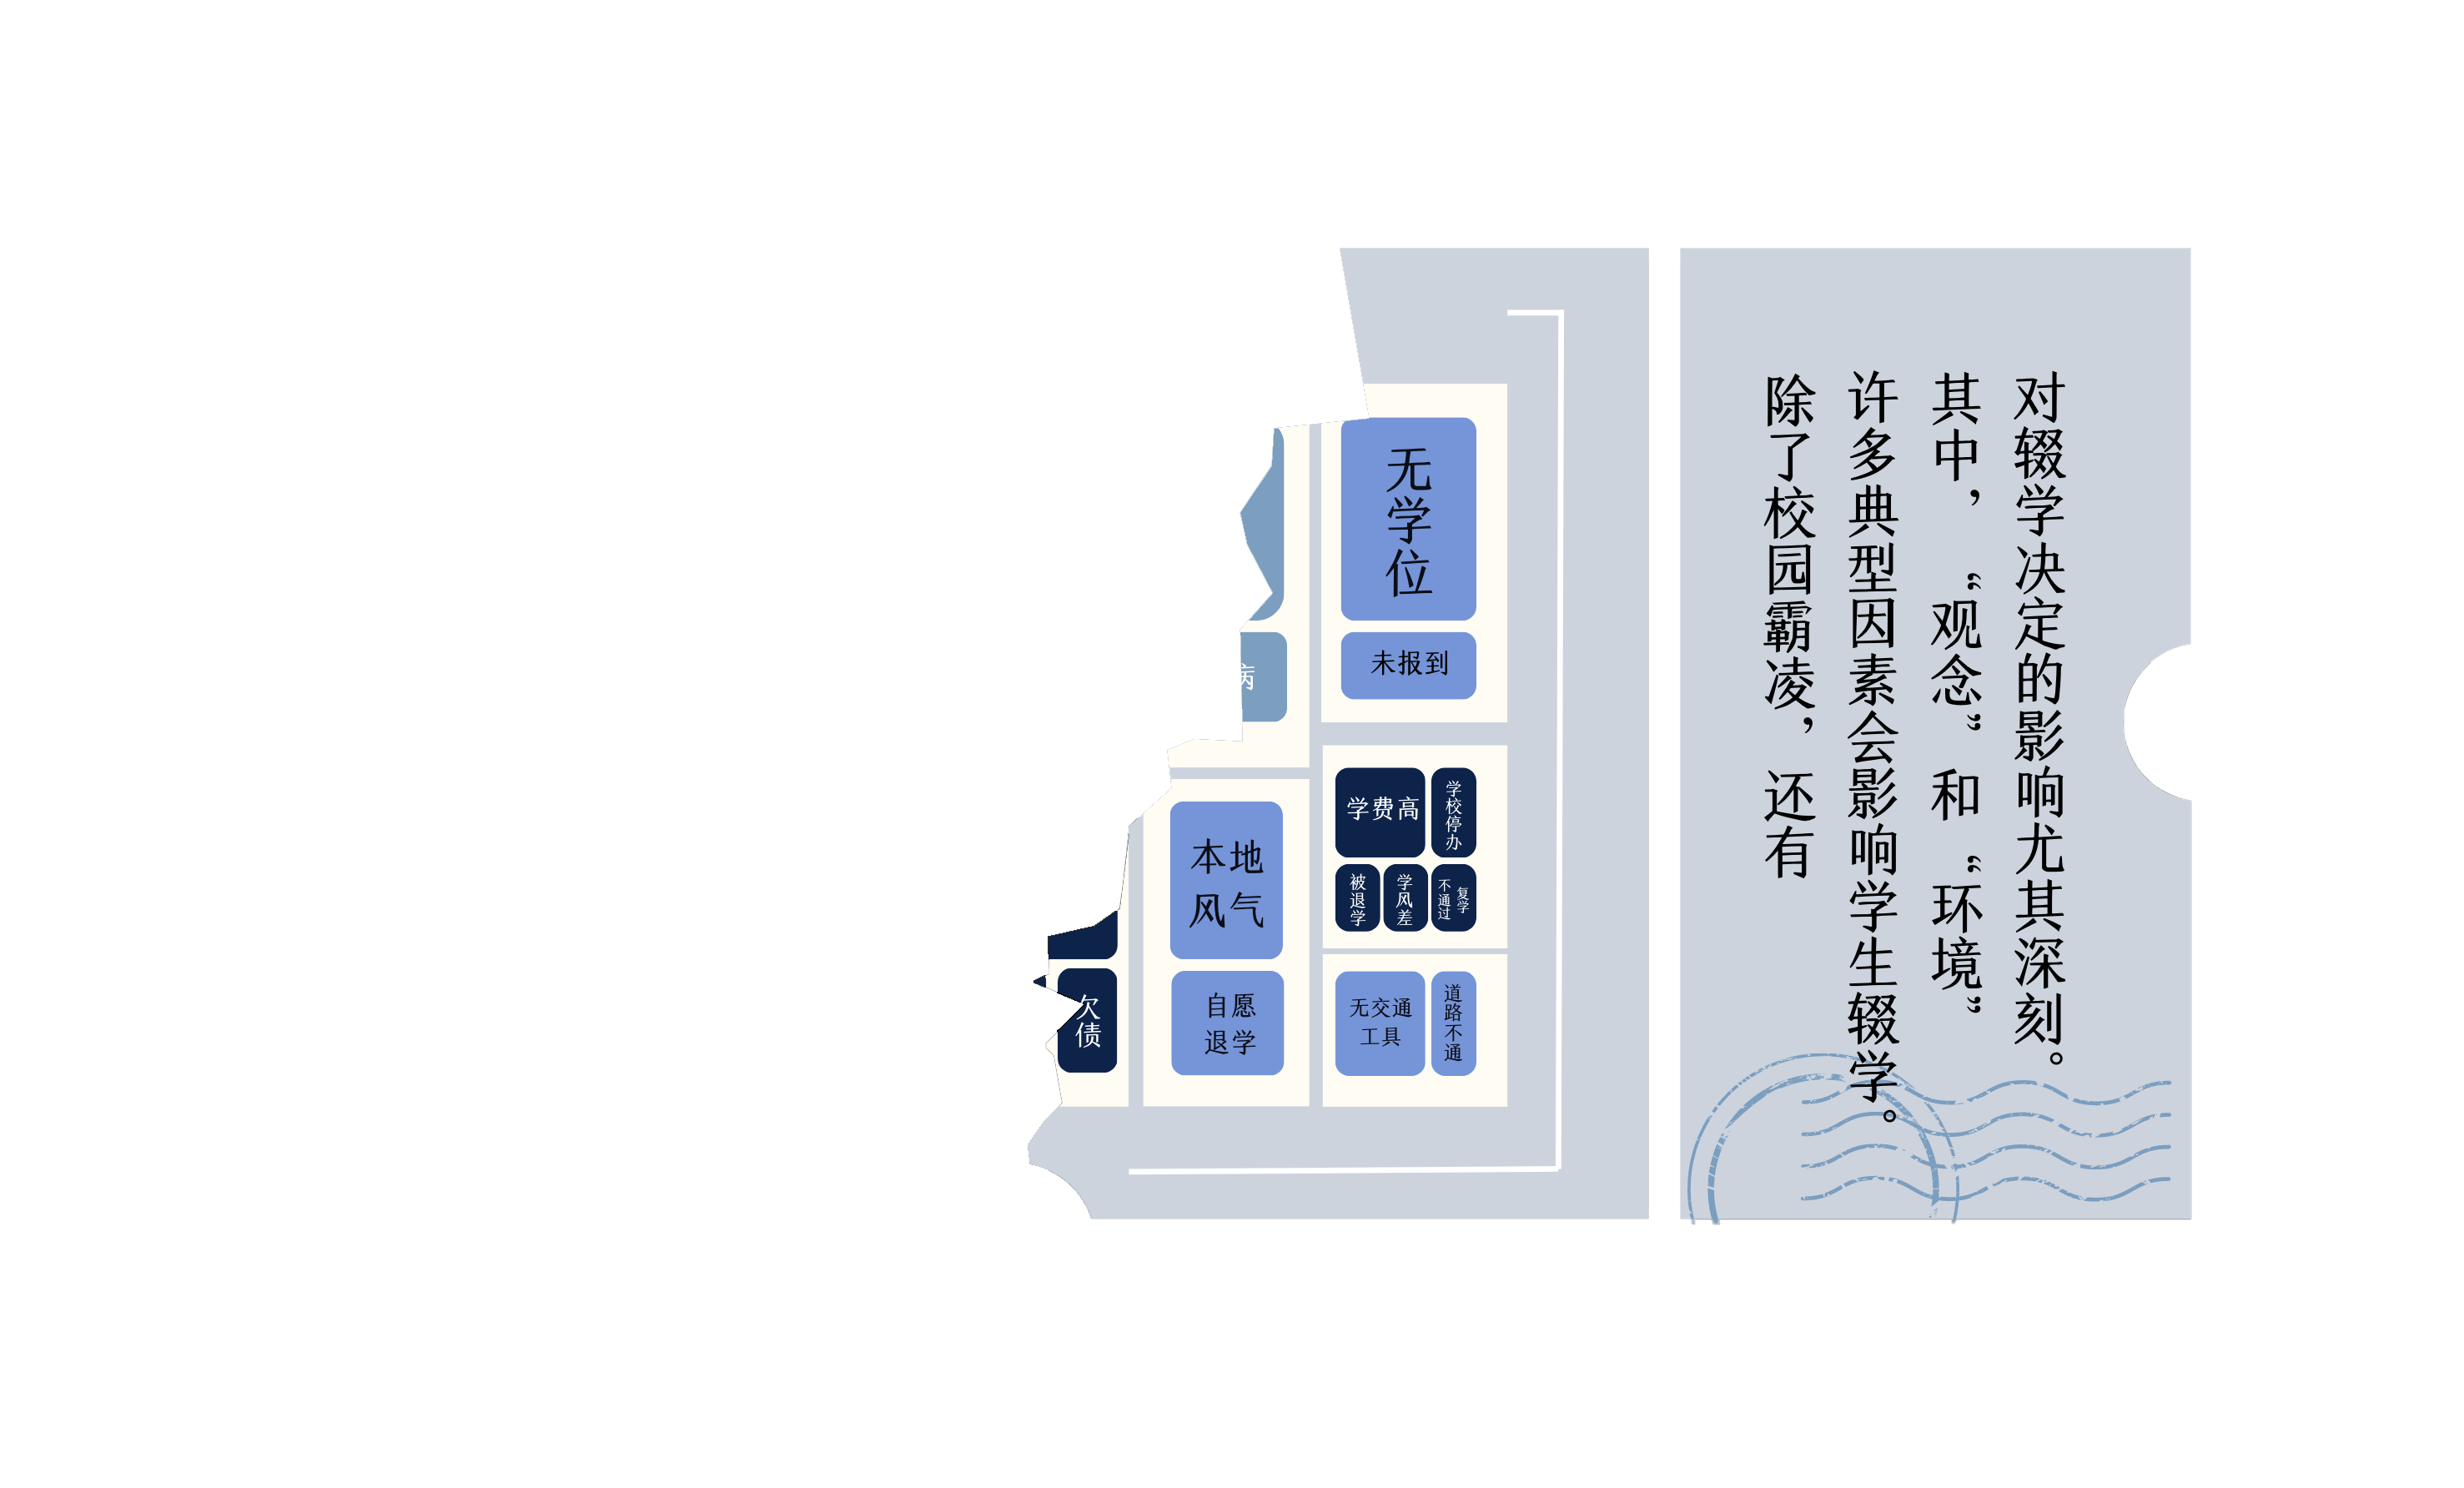 无学位
未报到
学费高
学校停办
被退学
学风差
复学
不通过
本地
风气
自愿
退学
无交通
工具
道路不通
欠债
除了校园霸凌，还有
许多典型因素会影响学生辍学。
其中，“观念”和“环境”
对辍学决定的影响尤其深刻。